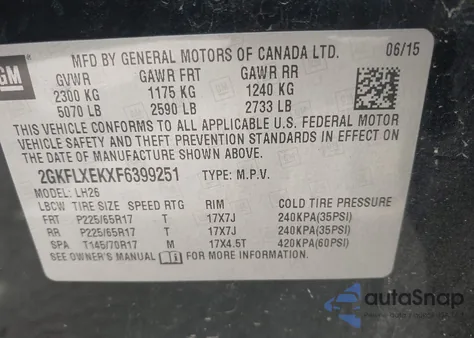 GM
MFD BY GENERAL MOTORS OF CANADA LTD. 06/15
GVWR GAWR FRT GAWR RR
2300 KG 1175 KG 1240 KG
5070 LB 2590 LB 2733 LB
THIS VEHICLE CONFORMS TO ALL APPLICABLE U.S. FEDERAL MOTOR
VEHICLE SAFETY AND THEFT PREVENTION STANDARDS IN EFFECT ON
THE DATE OF MANUFACTURE SHOWN ABOVE.
2GKFLXEKXF6399251 TYPE: M.P.V.
MODEL: LH26
LBCW TIRE SIZE SPEED RTG RIM COLD TIRE PRESSURE
FRT P225/65R17 T 17X7J 240KPA(35PSI)
RR P225/65R17 T 17X7J 240KPA(35PSI)
SPA T145/70R17 M 17X4.5T 420KPA(60PSI)
SEE OWNER'S MANUAL FOR MORE INFORMATION.
autoSnap